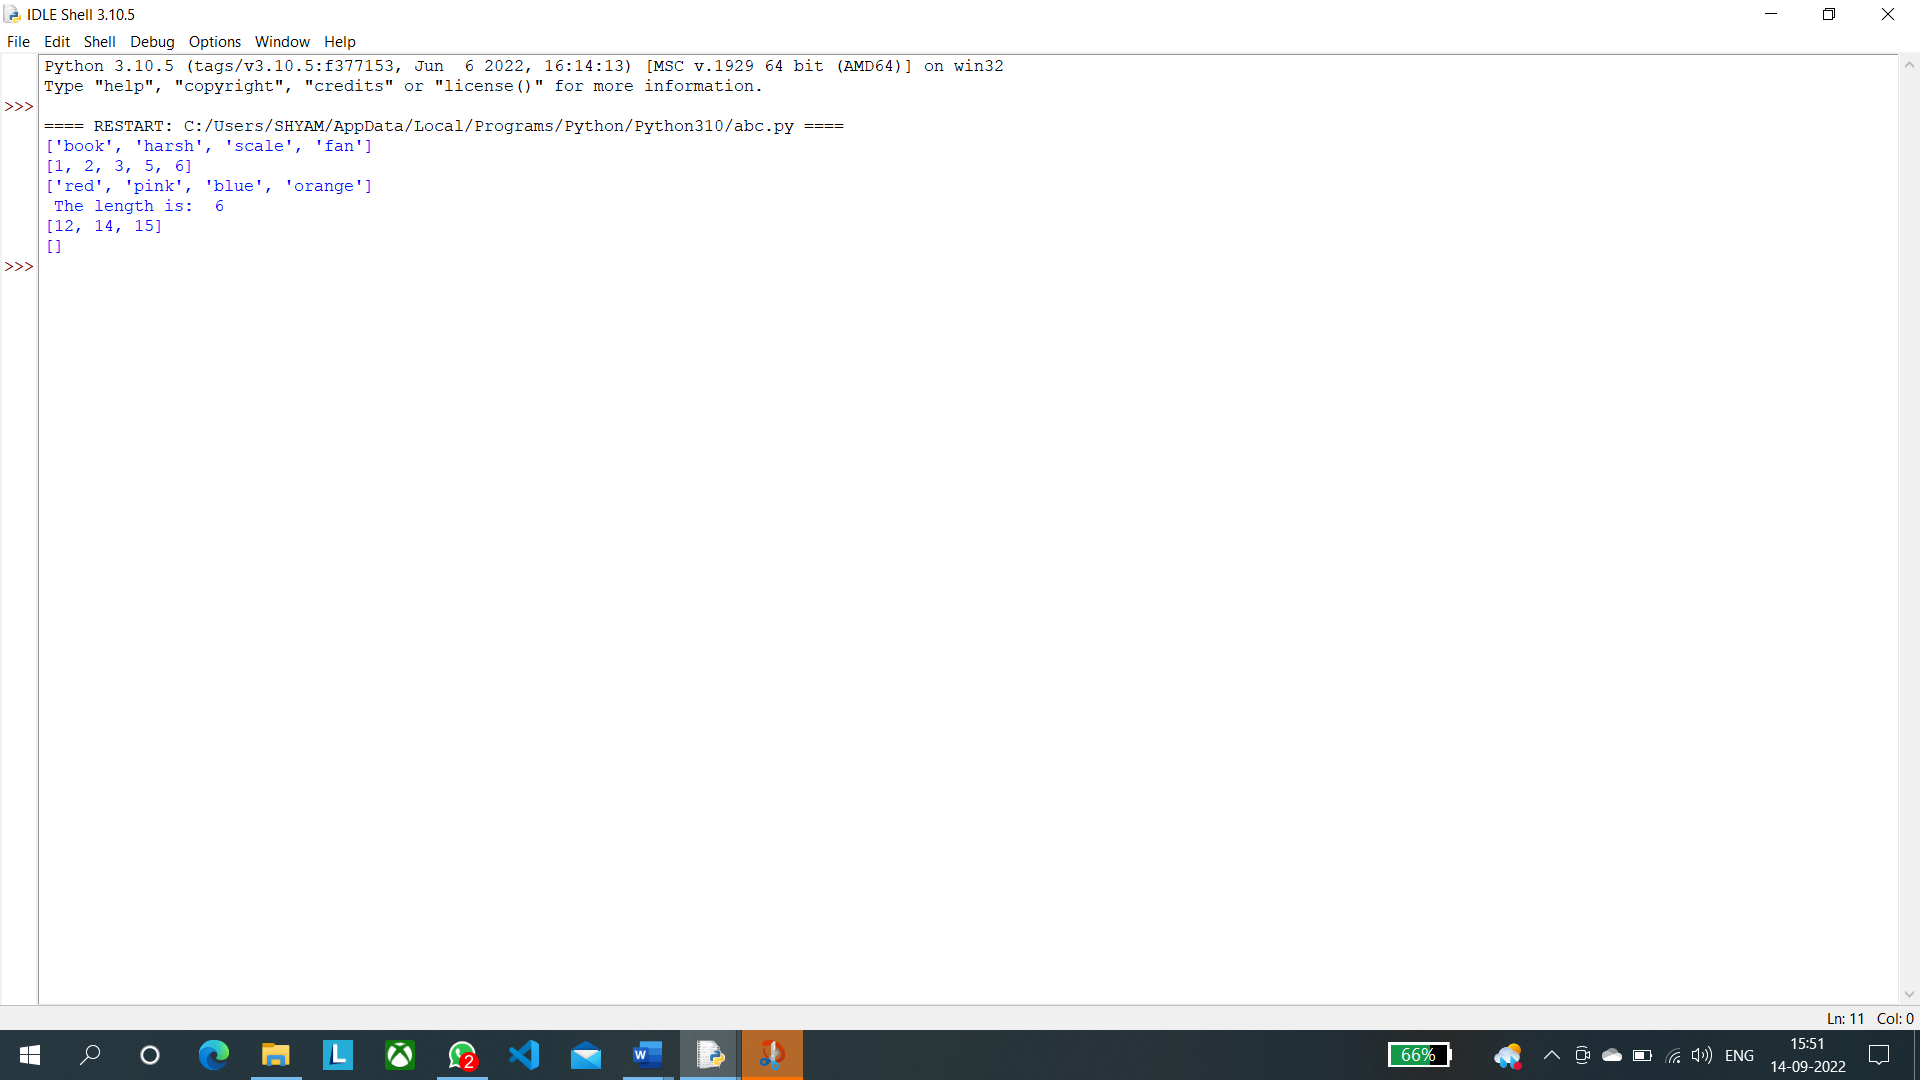 IDLE Shell 3.10.5
File Edit Shell Debug Options Window Help
Python 3.10.5 (tags/v3.10.5:f377153, Jun  6 2022, 16:14:13) [MSC v.1929 64 bit (AMD64)] on win32
Type "help", "copyright", "credits" or "license()" for more information.
>>>
==== RESTART: C:/Users/SHYAM/AppData/Local/Programs/Python/Python310/abc.py ====
['book', 'harsh', 'scale', 'fan']
[1, 2, 3, 5, 6]
['red', 'pink', 'blue', 'orange']
 The length is:  6
[12, 14, 15]
[]
>>>
Ln: 11 Col: 0
L 2 W 66% ENG 15:51
14-09-2022